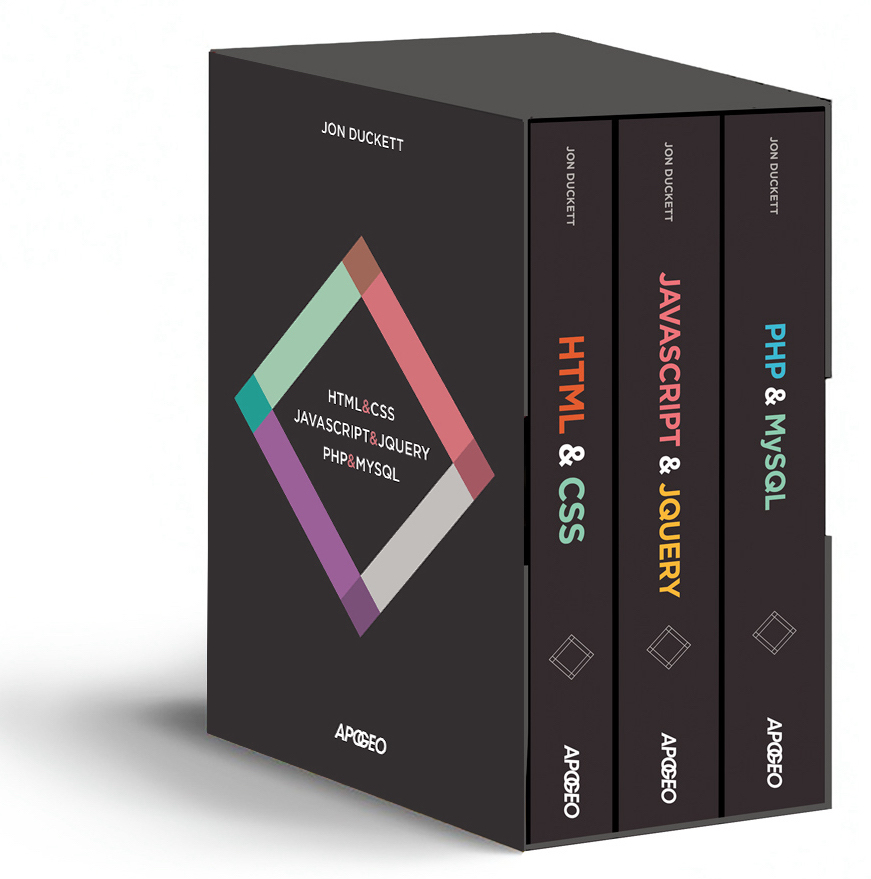 JON DUCKETT
HTML&CSS
JAVASCRIPT&JQUERY
PHP&MYSQL
APOGEO
JON DUCKETT
HTML & CSS
APOGEO
JON DUCKETT
JAVASCRIPT & JQUERY
APOGEO
JON DUCKETT
PHP & MySQL
APOGEO